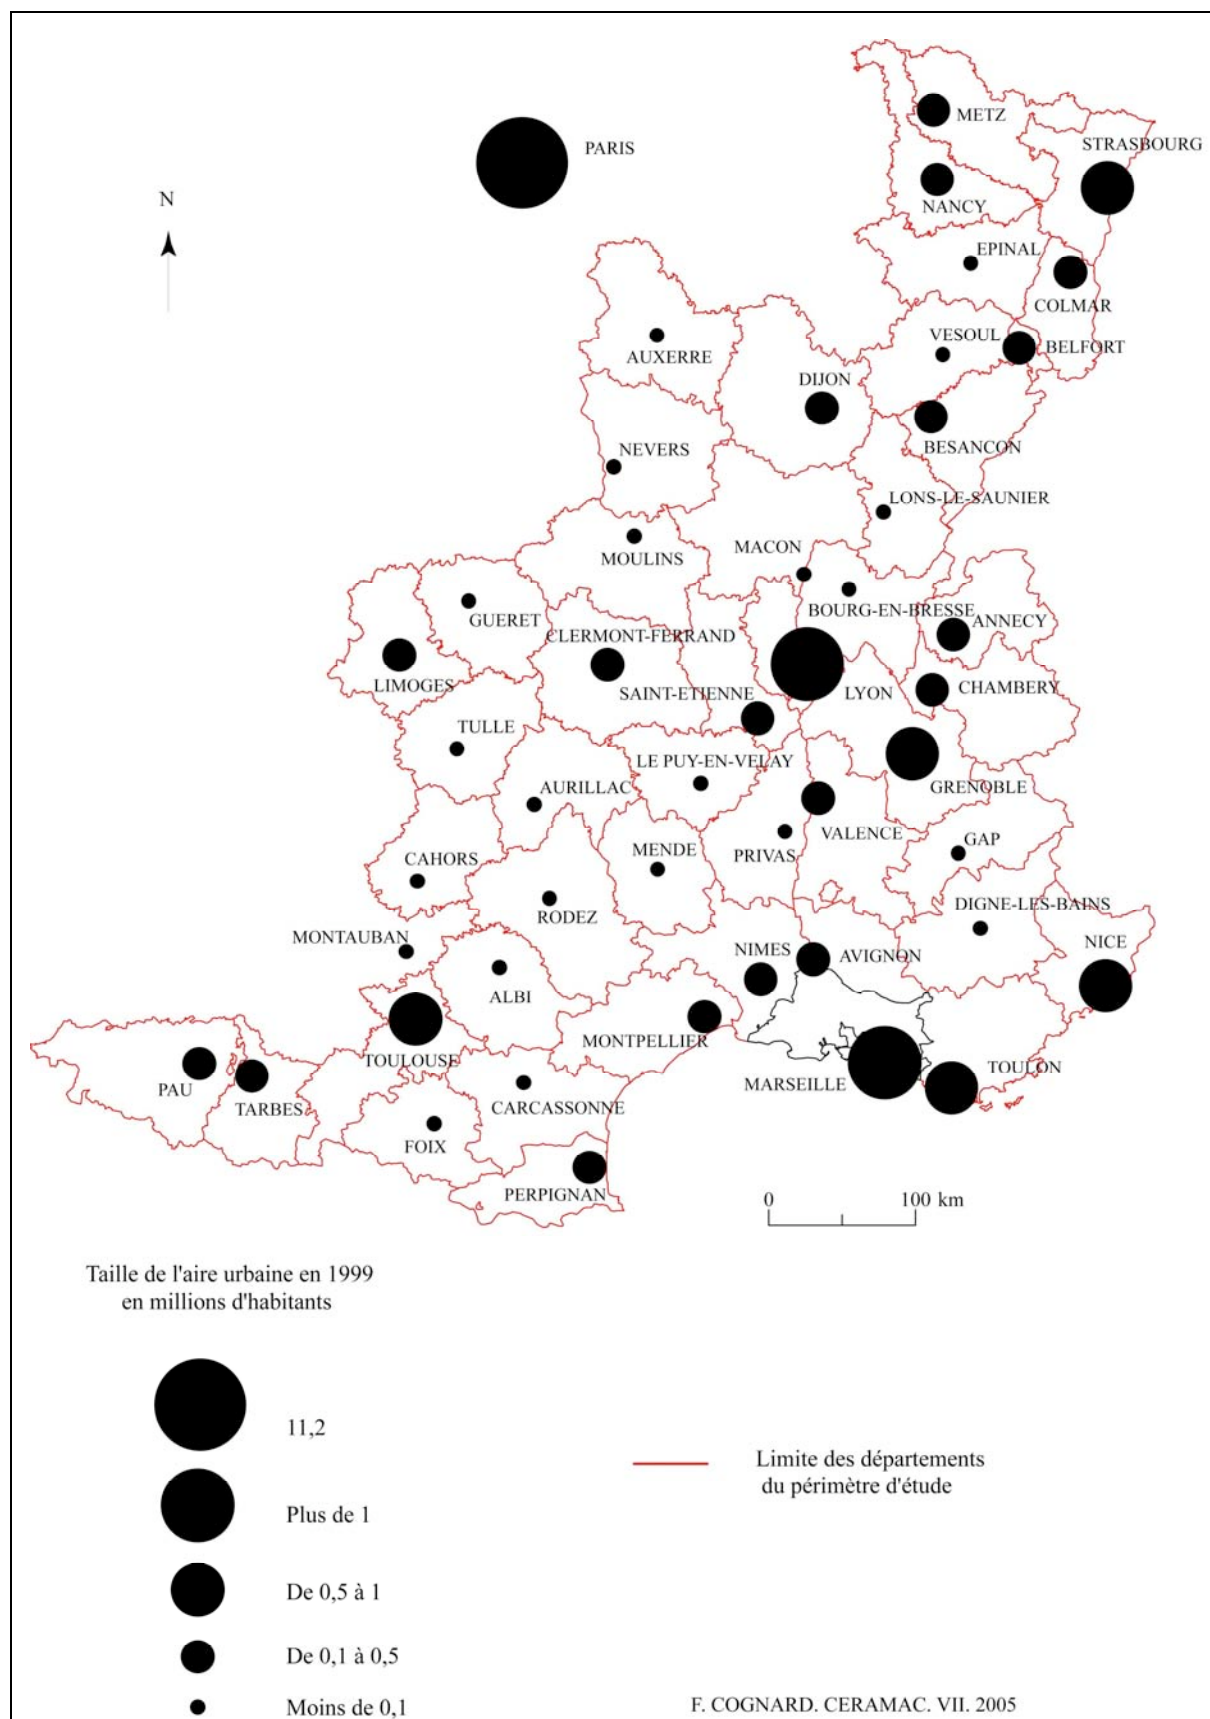 METZ
PARIS
STRASBOURG
N
NANCY
EPINAL
COLMAR
VESOUL
BELFORT
AUXERRE
DIJON
BESANCON
NEVERS
LONS-LE-SAUNIER
MACON
MOULINS
BOURG-EN-BRESSE
GUERET
ANNECY
CLERMONT-FERRAND
LIMOGES
CHAMBERY
SAINT-ETIENNE
LYON
TULLE
LE PUY-EN-VELAY
AURILLAC
GRENOBLE
VALENCE
GAP
MENDE
PRIVAS
CAHORS
DIGNE-LES-BAINS
RODEZ
MONTAUBAN
NICE
NIMES
AVIGNON
ALBI
MONTPELLIER
TOULOUSE
TOULON
MARSEILLE
PAU
TARBES
CARCASSONNE
FOIX
PERPIGNAN
0 100 km
Taille de l'aire urbaine en 1999
en millions d'habitants
11,2
Plus de 1
De 0,5 à 1
De 0,1 à 0,5
Moins de 0,1
Limite des départements
du périmètre d'étude
F. COGNARD. CERAMAC. VII. 2005